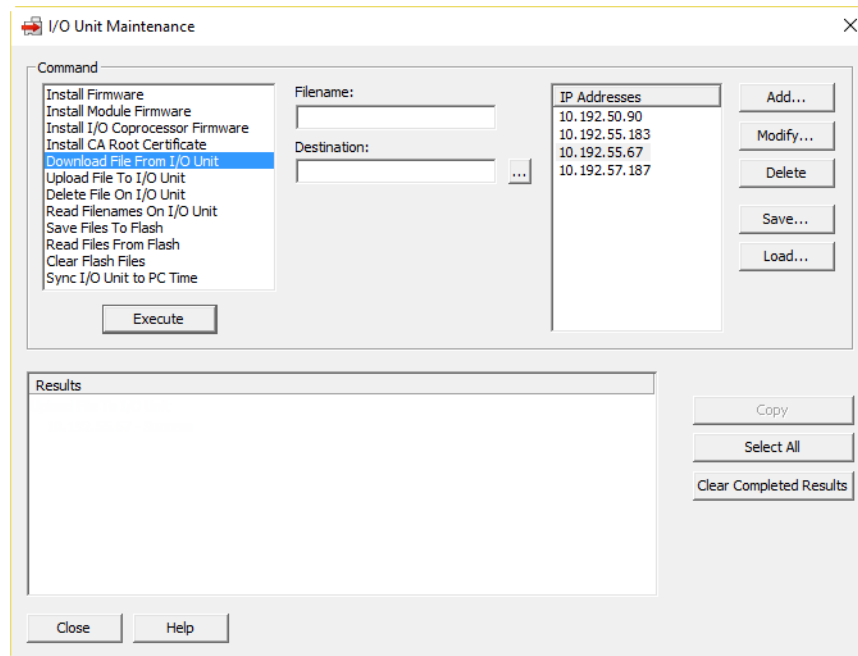 I/O Unit Maintenance
Command
Install Firmware
Install Module Firmware
Install I/O Coprocessor Firmware
Install CA Root Certificate
Download File From I/O Unit
Upload File To I/O Unit
Delete File On I/O Unit
Read Filenames On I/O Unit
Save Files To Flash
Read Files From Flash
Clear Flash Files
Sync I/O Unit to PC Time
Execute
Filename:
Destination:
...
IP Addresses
10.192.50.90
10.192.55.183
10.192.55.67
10.192.57.187
Add...
Modify...
Delete
Save...
Load...
Results
Copy
Select All
Clear Completed Results
Close
Help